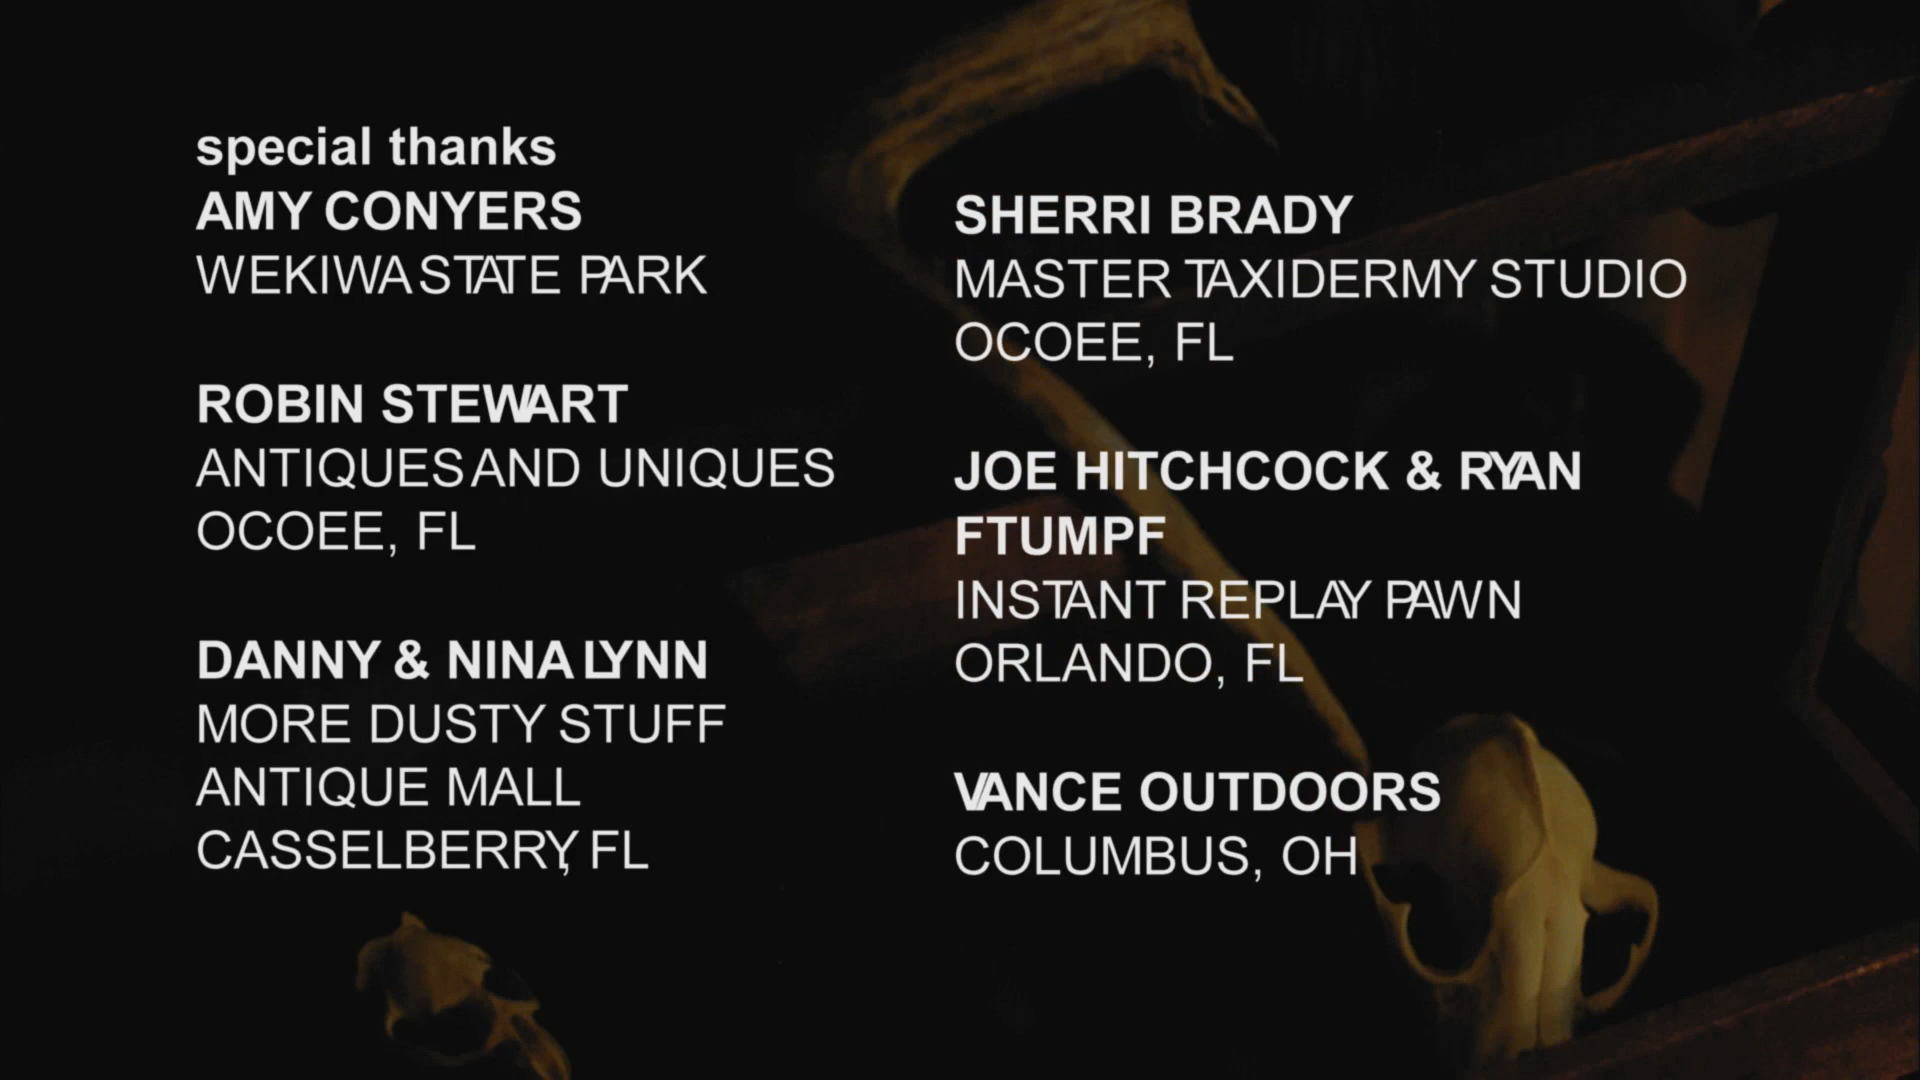 special thanks
AMY CONYERS
WEKIWA STATE PARK
ROBIN STEWART
ANTIQUES AND UNIQUES
OCOEE, FL
DANNY & NINA LYNN
MORE DUSTY STUFF
ANTIQUE MALL
CASSELBERRY, FL
SHERRI BRADY
MASTER TAXIDERMY STUDIO
OCOEE, FL
JOE HITCHCOCK & RYAN
FTUMPF
INSTANT REPLAY PAWN
ORLANDO, FL
VANCE OUTDOORS
COLUMBUS, OH